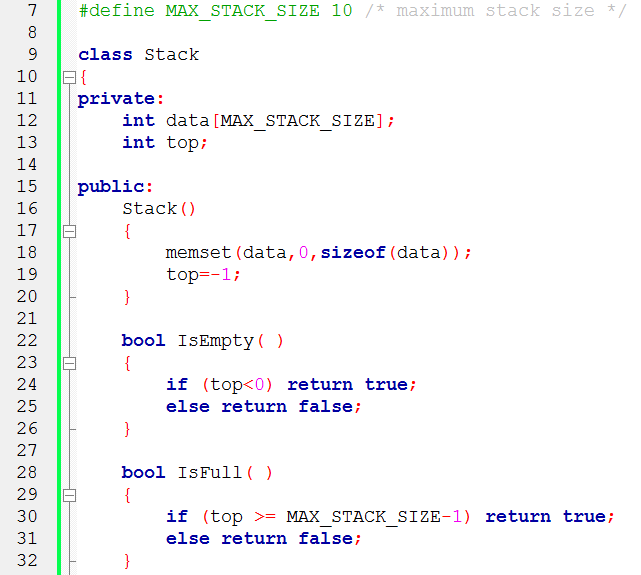 7 #define MAX_STACK_SIZE 10 /* maximum stack size */
8
9 class Stack
10 {
11 private:
12     int data[MAX_STACK_SIZE];
13     int top;
14
15 public:
16     Stack()
17     {
18         memset(data,0,sizeof(data));
19         top=-1;
20     }
21
22     bool IsEmpty( )
23     {
24         if (top<0) return true;
25         else return false;
26     }
27
28     bool IsFull( )
29     {
30         if (top >= MAX_STACK_SIZE-1) return true;
31         else return false;
32     }